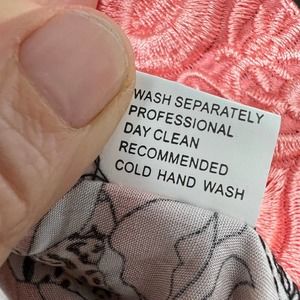 WASH SEPARATELY
PROFESSIONAL
DAY CLEAN
RECOMMENDED
COLD HAND WASH